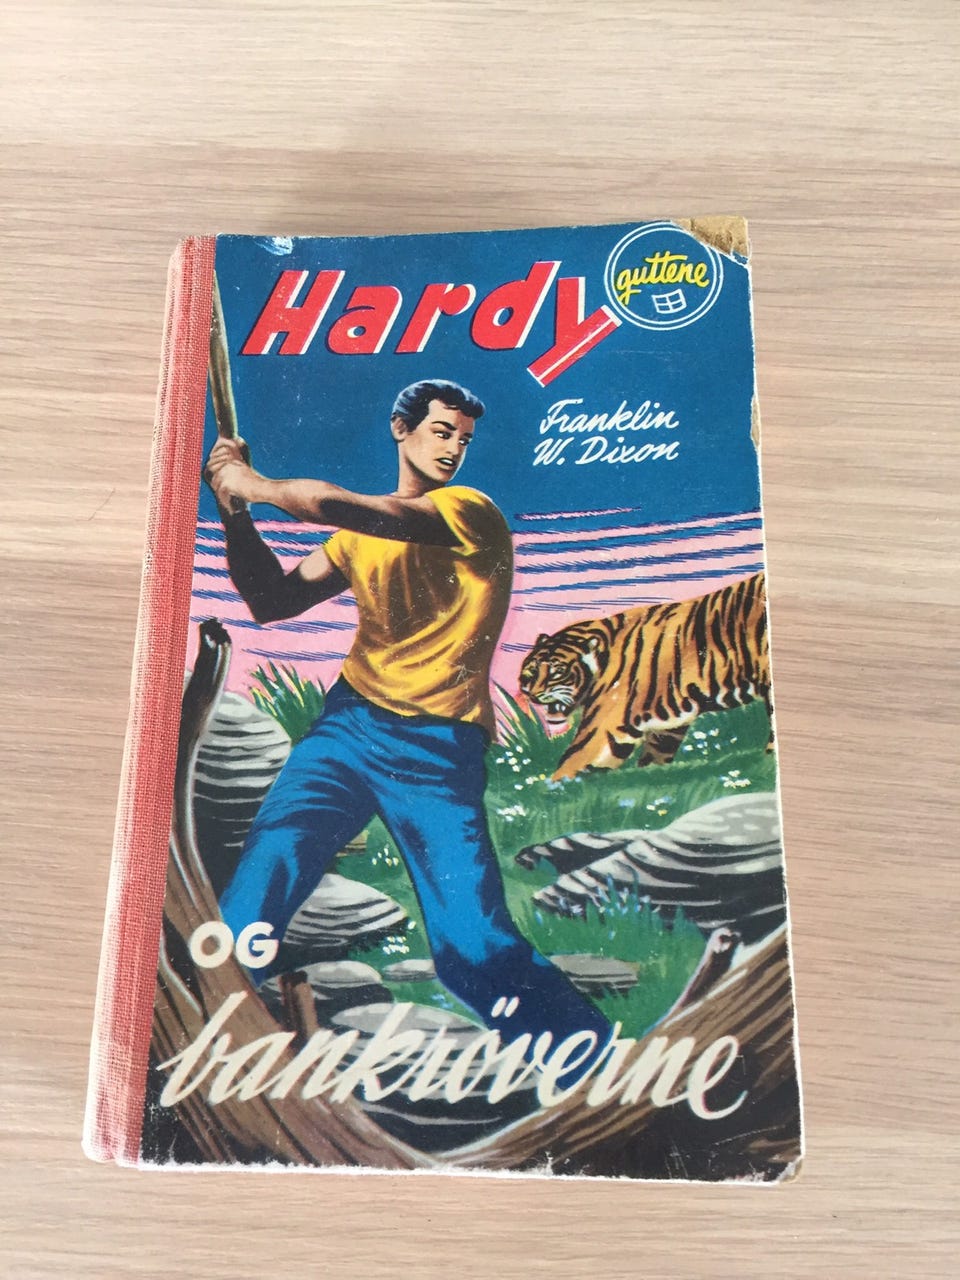 Hardy
guttene
Franklin
W. Dixon
OG
bankröverne